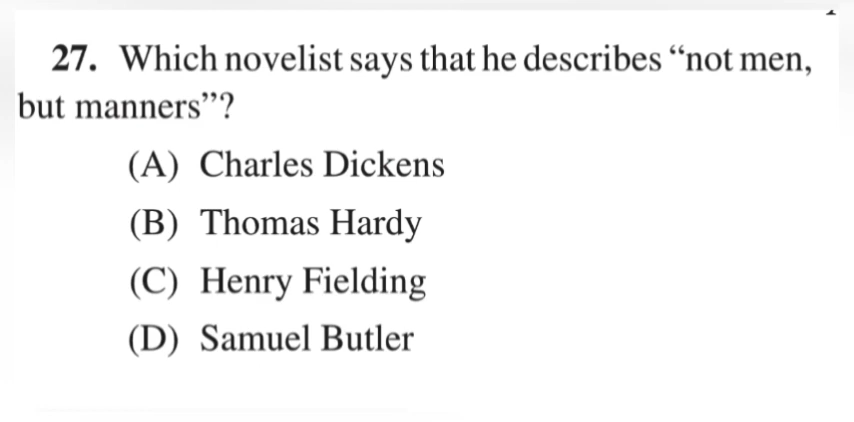 27. Which novelist says that he describes “not men,
but manners”?
(A) Charles Dickens
(B) Thomas Hardy
(C) Henry Fielding
(D) Samuel Butler